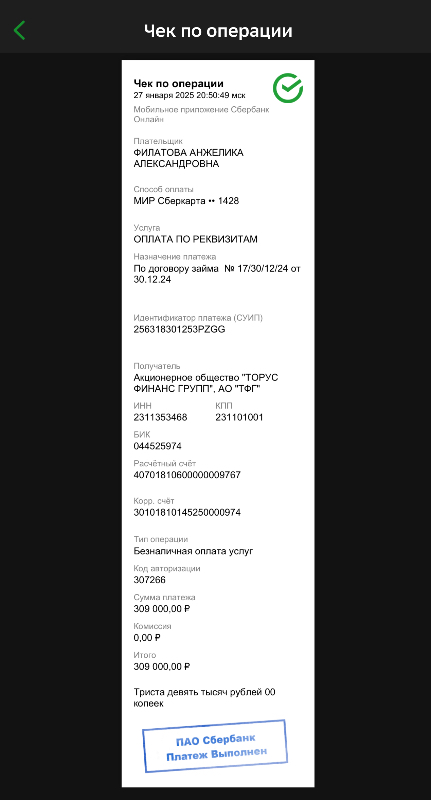 Чек по операции
Чек по операции
27 января 2025 20:50:49 мск
Мобильное приложение Сбербанк
Онлайн
Плательщик
ФИЛАТОВА АНЖЕЛИКА
АЛЕКСАНДРОВНА
Способ оплаты
МИР Сберкарта •• 1428
Услуга
ОПЛАТА ПО РЕКВИЗИТАМ
Назначение платежа
По договору займа № 17/30/12/24 от
30.12.24
Идентификатор платежа (СУИП)
256318301253PZGG
Получатель
Акционерное общество "ТОРУС
ФИНАНС ГРУПП", АО "ТФГ"
ИНН КПП
2311353468 231101001
БИК
044525974
Расчётный счёт
40701810600000009767
Корр. счёт
30101810145250000974
Тип операции
Безналичная оплата услуг
Код авторизации
307266
Сумма платежа
309 000,00 ₽
Комиссия
0,00 ₽
Итого
309 000,00 ₽
Триста девять тысяч рублей 00
копеек
ПАО Сбербанк
Платеж Выполнен